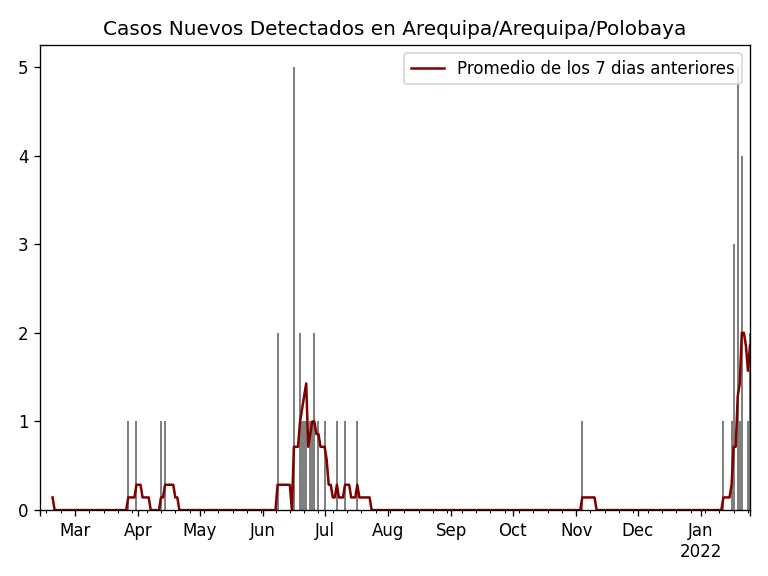 Casos Nuevos Detectados en Arequipa/Arequipa/Polobaya
Promedio de los 7 dias anteriores
5
4
3
2
1
0
Mar Apr May Jun Jul Aug Sep Oct Nov Dec Jan
2022